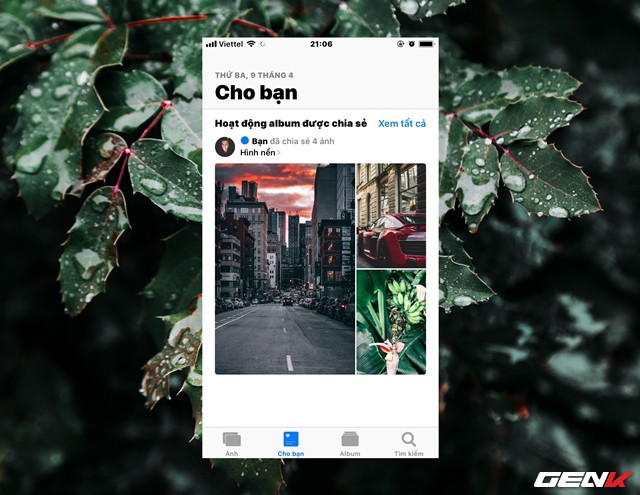 Viettel 21:06
THỨ BA, 9 THÁNG 4
Cho bạn
Hoạt động album được chia sẻ Xem tất cả
Bạn đã chia sẻ 4 ảnh
Hình nền
Ảnh Cho bạn Album Tìm kiếm
GENK